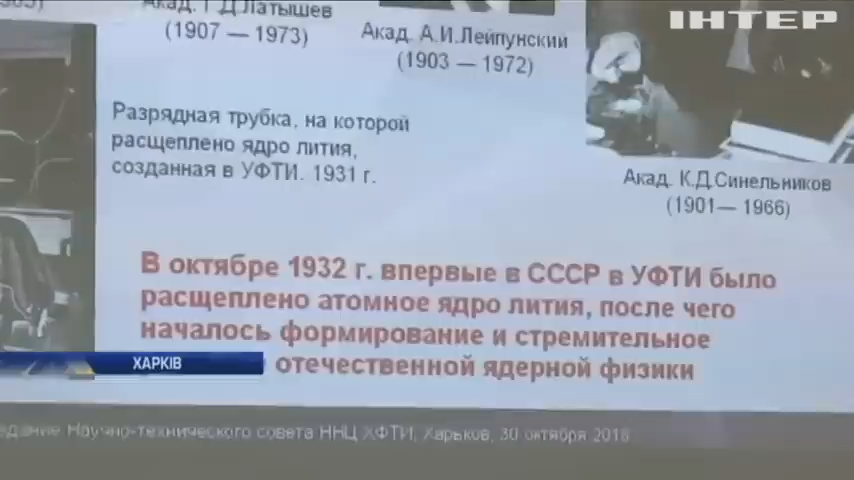 Акад. Г.Д.Латышев
(1907 — 1973)
Акад. А.И.Лейпунский
(1903 — 1972)
ІНТЕР
Разрядная трубка, на которой
расщеплено ядро лития,
созданная в УФТИ. 1931 г.
Акад. К.Д.Синельников
(1901— 1966)
В октябре 1932 г. впервые в СССР в УФТИ было
расщеплено атомное ядро лития, после чего
началось формирование и стремительное
отечественной ядерной физики
ХАРКІВ
Научно-технического совета ННЦ ХФТИ, Харьков, 30 октября 2018